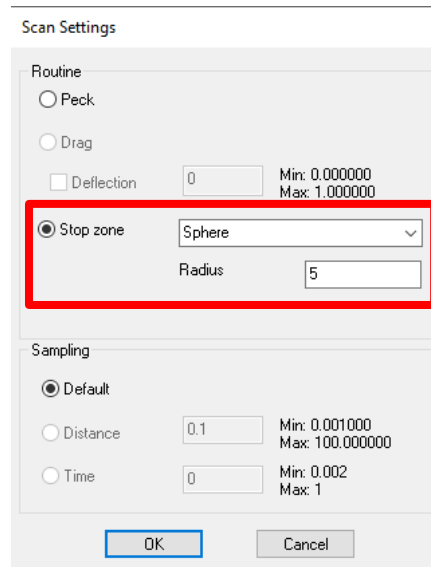 Scan Settings
Routine
Peck
Drag
Deflection
0
Min: 0.000000
Max: 1.000000
Stop zone
Sphere
Radius
5
Sampling
Default
Distance
0.1
Min: 0.001000
Max: 100.000000
Time
0
Min: 0.002
Max: 1
OK
Cancel